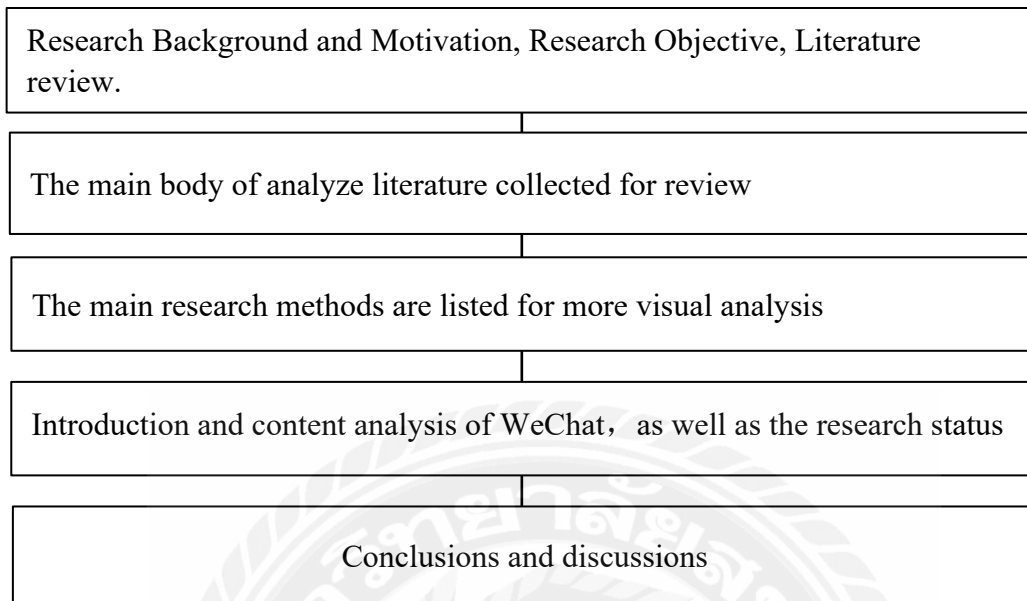 Research Background and Motivation, Research Objective, Literature
review.
The main body of analyze literature collected for review
The main research methods are listed for more visual analysis
Introduction and content analysis of WeChat，as well as the research status
Conclusions and discussions